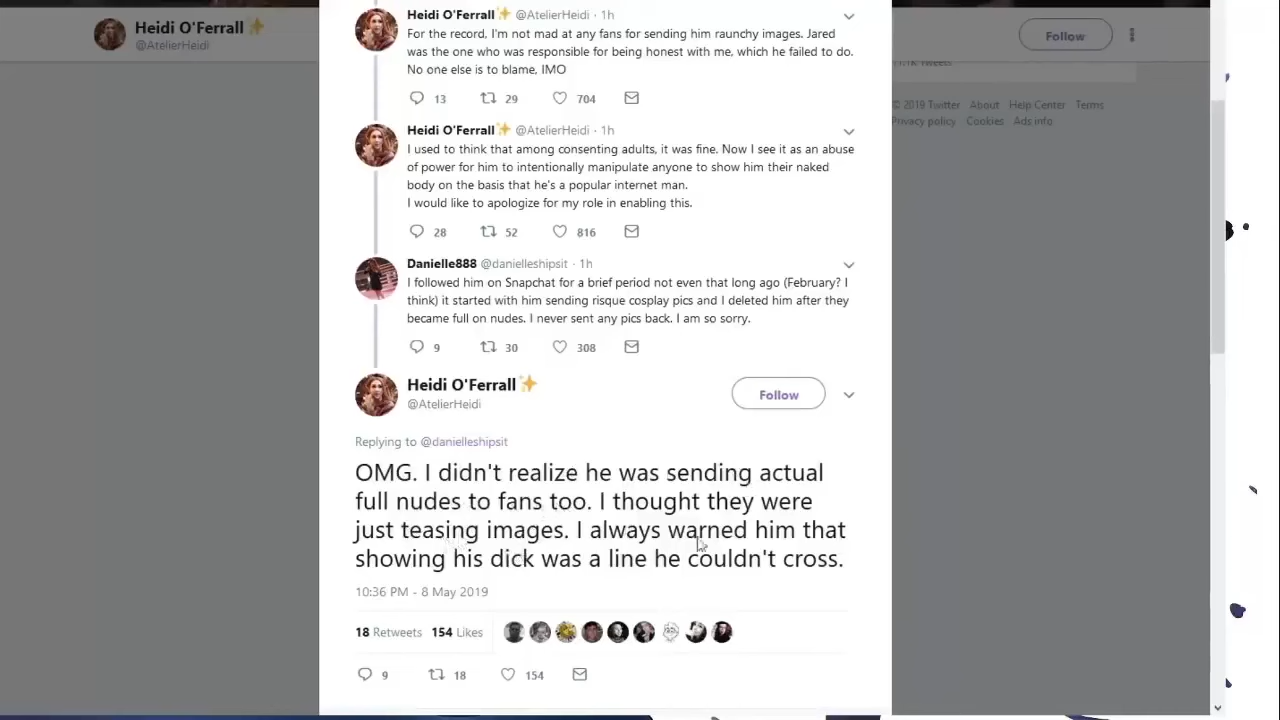 Heidi O'Ferrall✨
@AtelierHeidi
Follow
Heidi O'Ferrall✨ @AtelierHeidi · 1h
For the record, I'm not mad at any fans for sending him raunchy images. Jared
was the one who was responsible for being honest with me, which he failed to do.
No one else is to blame, IMO
13 29 704
Heidi O'Ferrall✨ @AtelierHeidi · 1h
I used to think that among consenting adults, it was fine. Now I see it as an abuse
of power for him to intentionally manipulate anyone to show him their naked
body on the basis that he's a popular internet man.
I would like to apologize for my role in enabling this.
28 52 816
Danielle888 @danielleshipsit · 1h
I followed him on Snapchat for a brief period not even that long ago (February? I
think) it started with him sending risque cosplay pics and I deleted him after they
became full on nudes. I never sent any pics back. I am so sorry.
9 30 308
Heidi O'Ferrall✨
@AtelierHeidi
Follow
Replying to @danielleshipsit
OMG. I didn't realize he was sending actual
full nudes to fans too. I thought they were
just teasing images. I always warned him that
showing his dick was a line he couldn't cross.
10:36 PM - 8 May 2019
18 Retweets 154 Likes
9 18 154
Tweets
© 2019 Twitter About Help Center Terms
Privacy policy Cookies Ads info